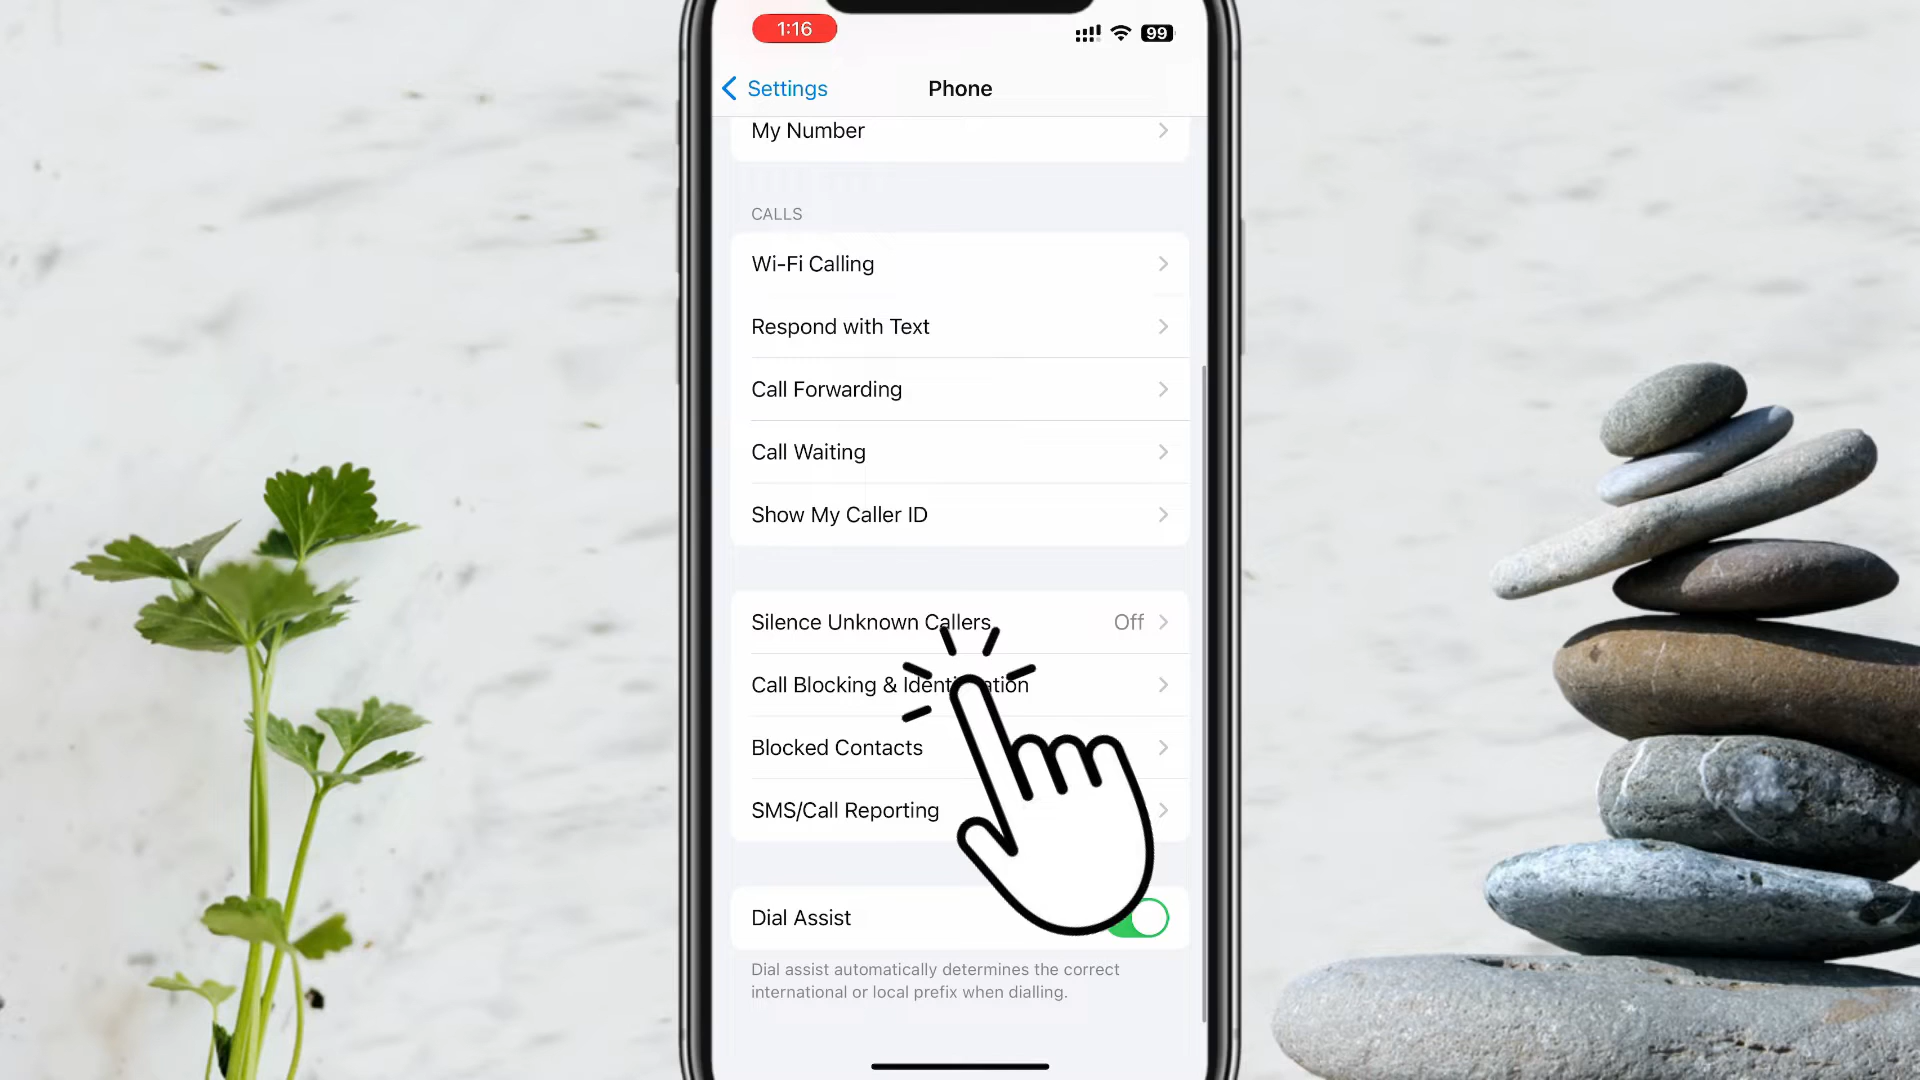 1:16
99
Settings
Phone
My Number
CALLS
Wi-Fi Calling
Respond with Text
Call Forwarding
Call Waiting
Show My Caller ID
Silence Unknown Callers
Off
Call Blocking & Identification
Blocked Contacts
SMS/Call Reporting
Dial Assist
Dial assist automatically determines the correct
international or local prefix when dialling.